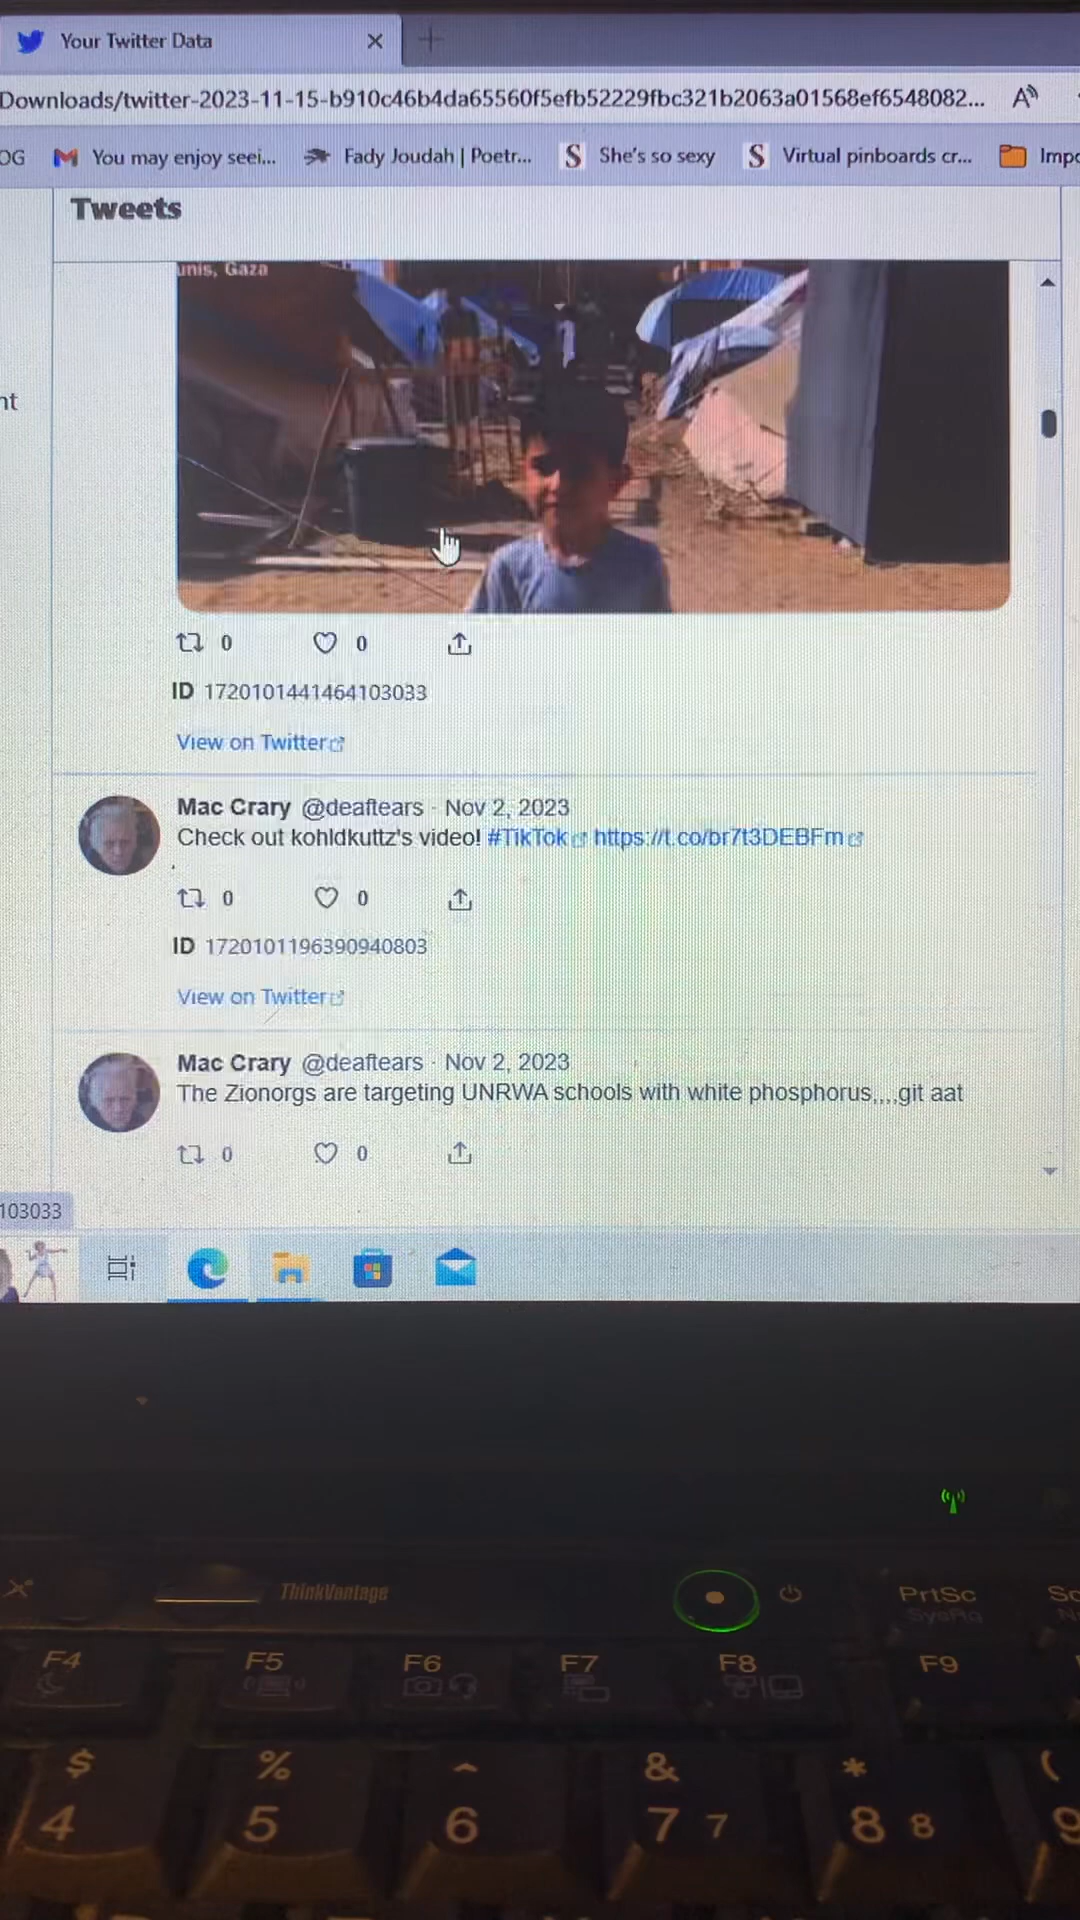 Your Twitter Data
Downloads/twitter-2023-11-15-b910c46b4da65560f5efb52229fbc321b2063a01568ef6548082...
OG
You may enjoy seei...
Fady Joudah | Poetr...
She's so sexy
Virtual pinboards cr...
Impo
Tweets
unis, Gaza
nt
0 0
ID 1720101441464103033
View on Twitter
Mac Crary @deaftears · Nov 2, 2023
Check out kohldkuttz's video! #TikTok https://t.co/br7t3DEBFm
0 0
ID 1720101196390940803
View on Twitter
Mac Crary @deaftears · Nov 2, 2023
The Zionorgs are targeting UNRWA schools with white phosphorus,,,,git aat
0 0
103033
ThinkVantage
PrtSc
SysRq
F4 F5 F6 F7 F8 F9
$ % ^ & * (
4 5 6 7 7 8 8 9